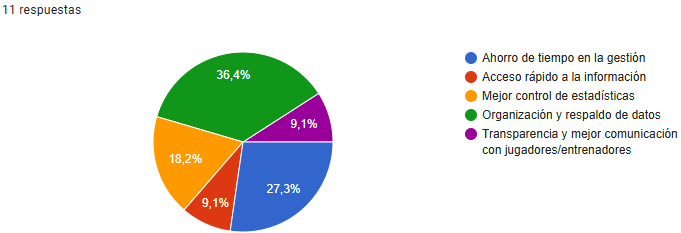 11 respuestas
36,4%
9,1%
18,2%
9,1%
27,3%
Ahorro de tiempo en la gestión
Acceso rápido a la información
Mejor control de estadísticas
Organización y respaldo de datos
Transparencia y mejor comunicación
con jugadores/entrenadores